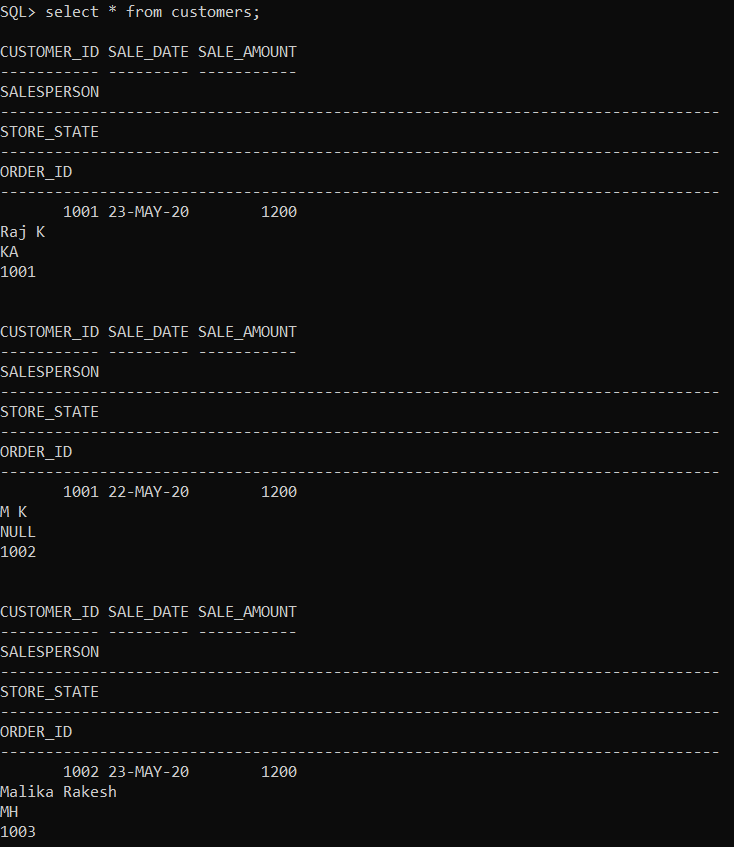 SQL> select * from customers;
CUSTOMER_ID SALE_DATE SALE_AMOUNT
----------- --------- -----------
SALESPERSON
--------------------------------------------------------------------------------
STORE_STATE
--------------------------------------------------------------------------------
ORDER_ID
--------------------------------------------------------------------------------
       1001 23-MAY-20        1200
Raj K
KA
1001
CUSTOMER_ID SALE_DATE SALE_AMOUNT
----------- --------- -----------
SALESPERSON
--------------------------------------------------------------------------------
STORE_STATE
--------------------------------------------------------------------------------
ORDER_ID
--------------------------------------------------------------------------------
       1001 22-MAY-20        1200
M K
NULL
1002
CUSTOMER_ID SALE_DATE SALE_AMOUNT
----------- --------- -----------
SALESPERSON
--------------------------------------------------------------------------------
STORE_STATE
--------------------------------------------------------------------------------
ORDER_ID
--------------------------------------------------------------------------------
       1002 23-MAY-20        1200
Malika Rakesh
MH
1003